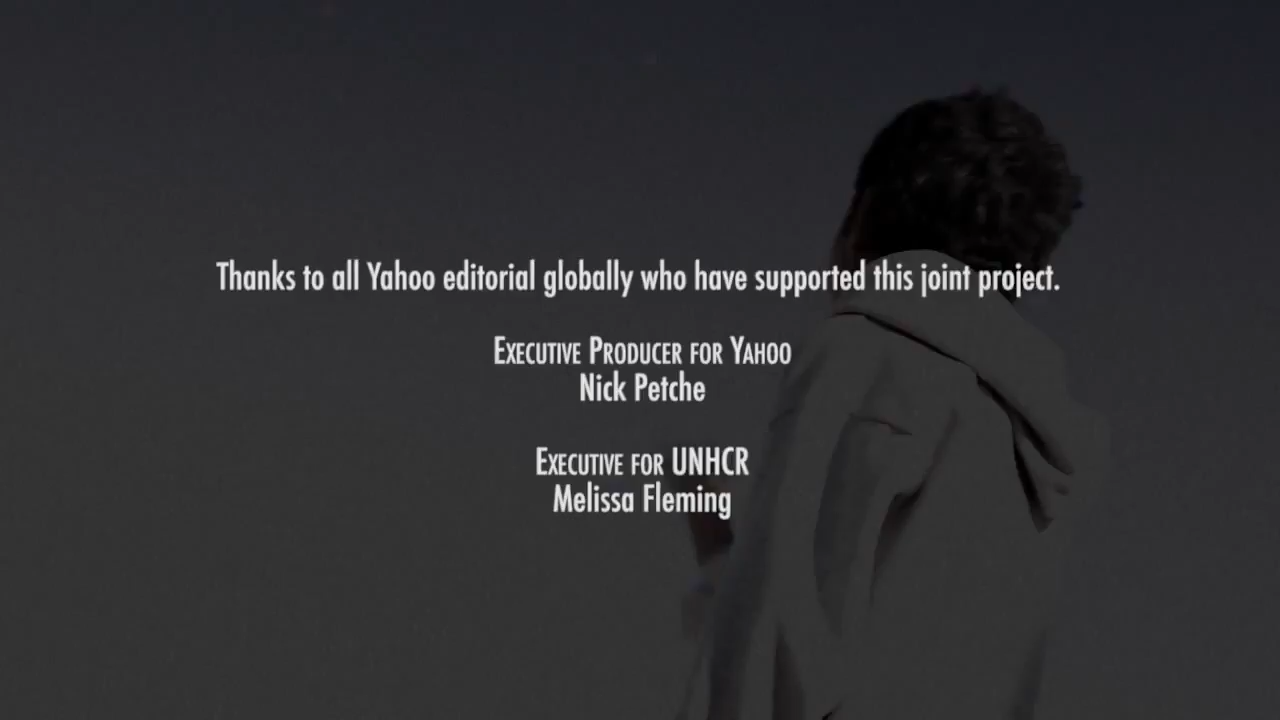 Thanks to all Yahoo editorial globally who have supported this joint project.
Executive Producer for Yahoo
Nick Petche
Executive for UNHCR
Melissa Fleming